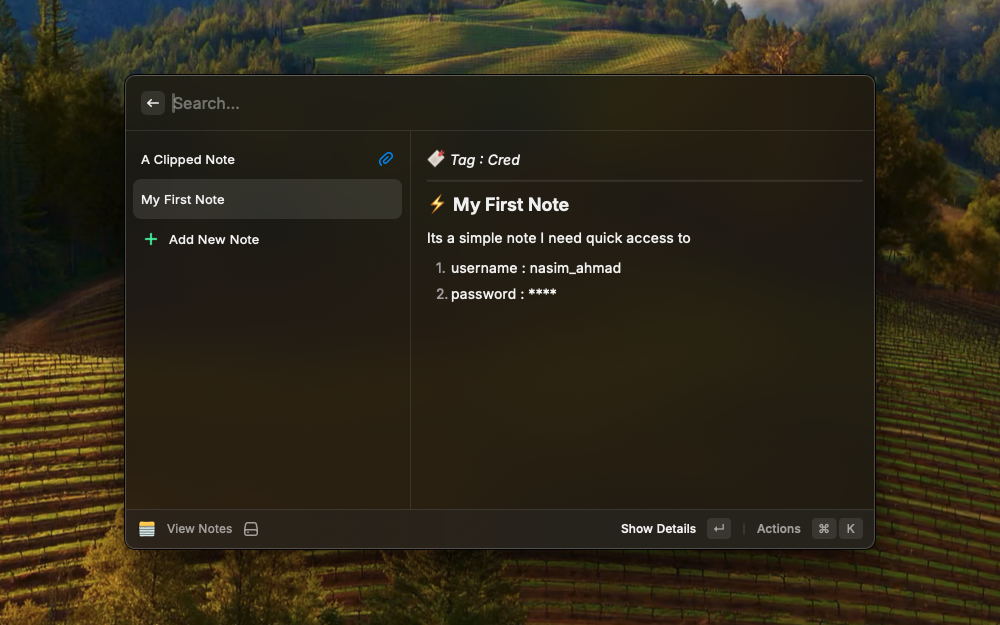 Search...
A Clipped Note
My First Note
Add New Note
Tag : Cred
My First Note
Its a simple note I need quick access to
1. username : nasim_ahmad
2. password : ****
View Notes
Show Details ↵ Actions ⌘ K